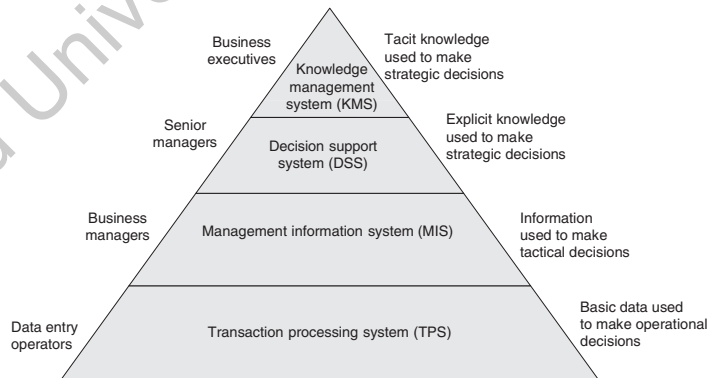 Business
executives
Knowledge
management
system (KMS)
Tacit knowledge
used to make
strategic decisions
Senior
managers
Decision support
system (DSS)
Explicit knowledge
used to make
strategic decisions
Business
managers
Management information system (MIS)
Information
used to make
tactical decisions
Data entry
operators
Transaction processing system (TPS)
Basic data used
to make operational
decisions